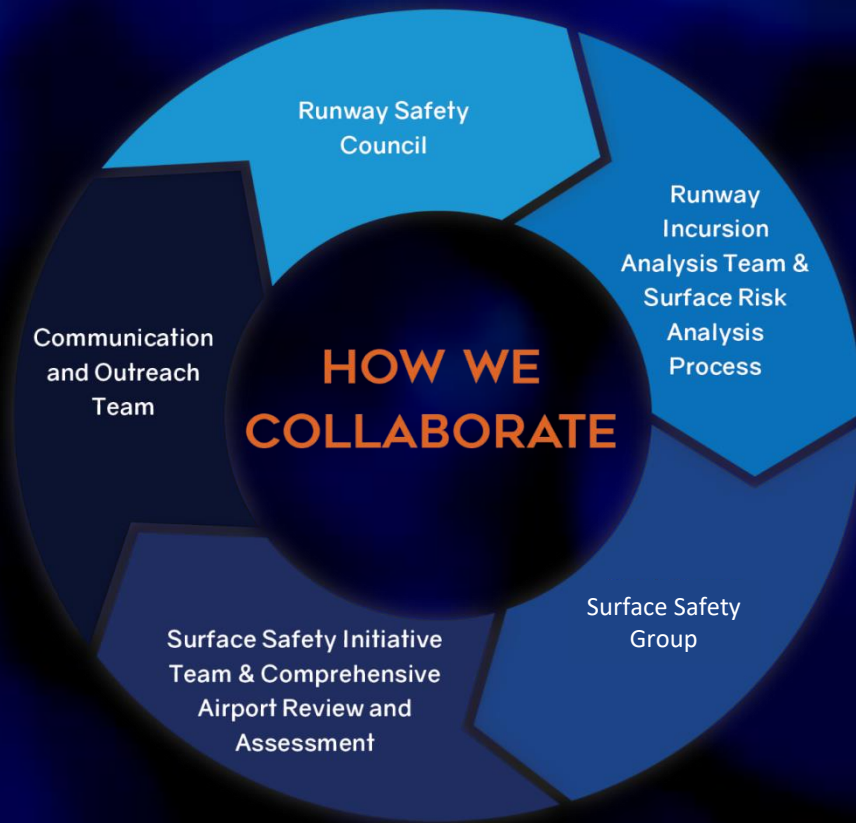 Runway Safety
Council
Runway
Incursion
Analysis Team &
Surface Risk
Analysis
Process
Communication
and Outreach
Team
HOW WE
COLLABORATE
Surface Safety
Group
Surface Safety Initiative
Team & Comprehensive
Airport Review and
Assessment